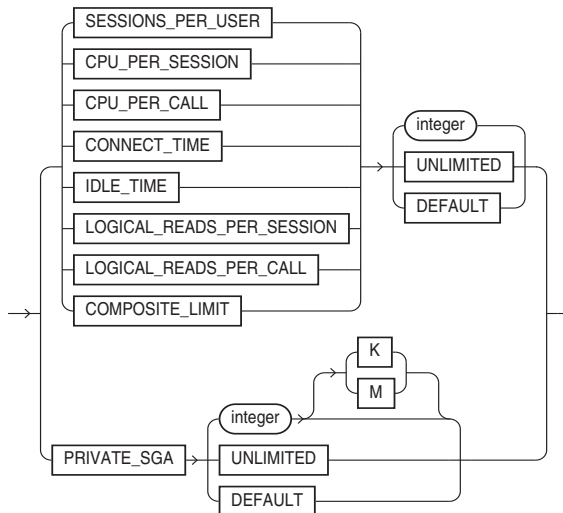 SESSIONS_PER_USER
CPU_PER_SESSION
CPU_PER_CALL
CONNECT_TIME
IDLE_TIME
LOGICAL_READS_PER_SESSION
LOGICAL_READS_PER_CALL
COMPOSITE_LIMIT
integer
UNLIMITED
DEFAULT
PRIVATE_SGA
integer
K
M
UNLIMITED
DEFAULT